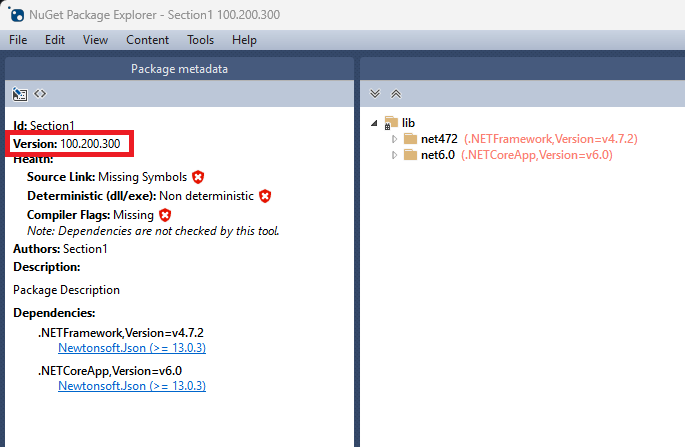 NuGet Package Explorer - Section1 100.200.300
File Edit View Content Tools Help
Package metadata
Id: Section1
Version: 100.200.300
Health:
Source Link: Missing Symbols
Deterministic (dll/exe): Non deterministic
Compiler Flags: Missing
Note: Dependencies are not checked by this tool.
Authors: Section1
Description:
Package Description
Dependencies:
.NETFramework,Version=v4.7.2
Newtonsoft.Json (>= 13.0.3)
.NETCoreApp,Version=v6.0
Newtonsoft.Json (>= 13.0.3)
lib
net472 (.NETFramework,Version=v4.7.2)
net6.0 (.NETCoreApp,Version=v6.0)